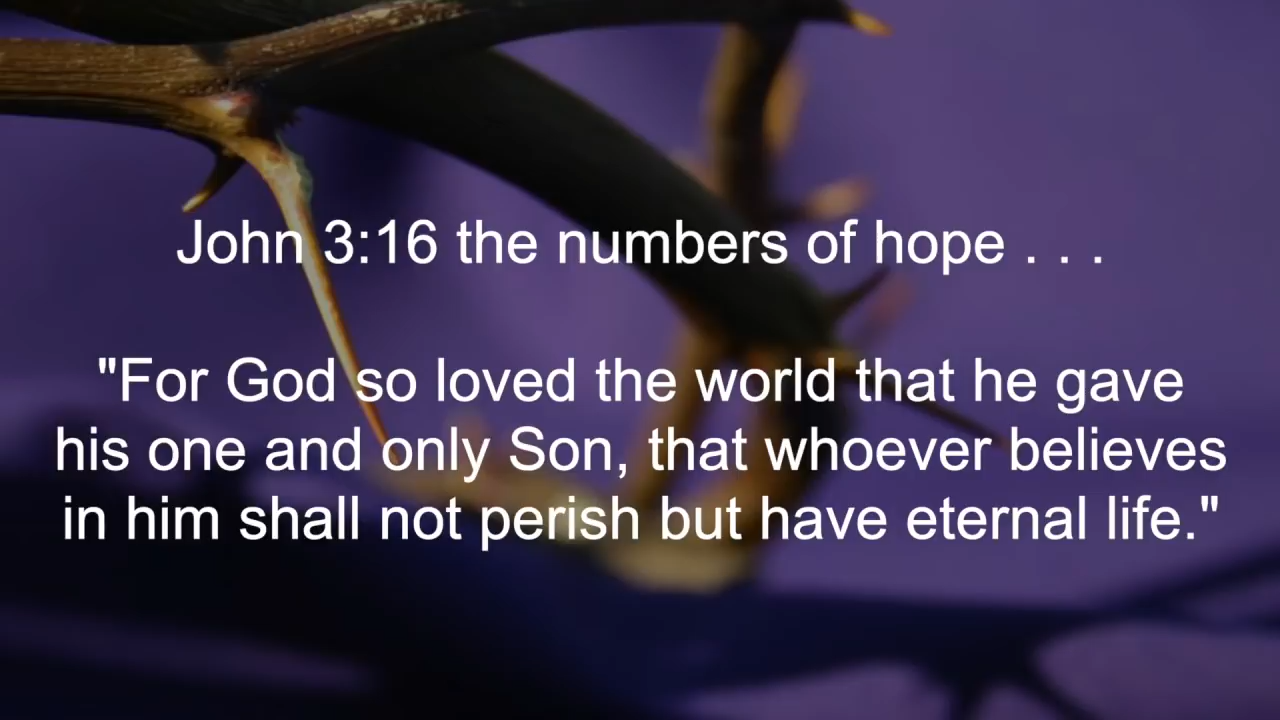 John 3:16 the numbers of hope . . .
"For God so loved the world that he gave
his one and only Son, that whoever believes
in him shall not perish but have eternal life."